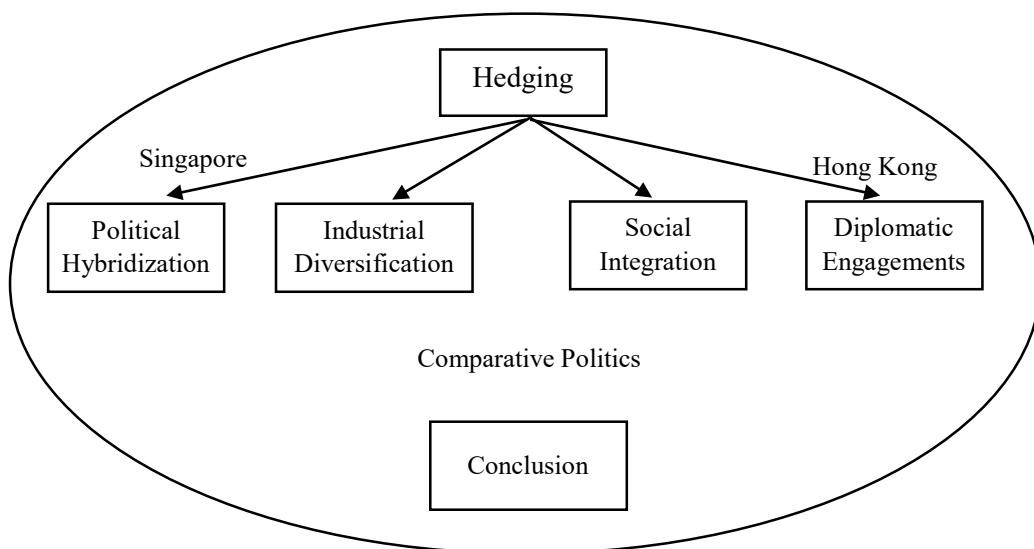 Hedging
Singapore
Hong Kong
Political
Hybridization
Industrial
Diversification
Social
Integration
Diplomatic
Engagements
Comparative Politics
Conclusion